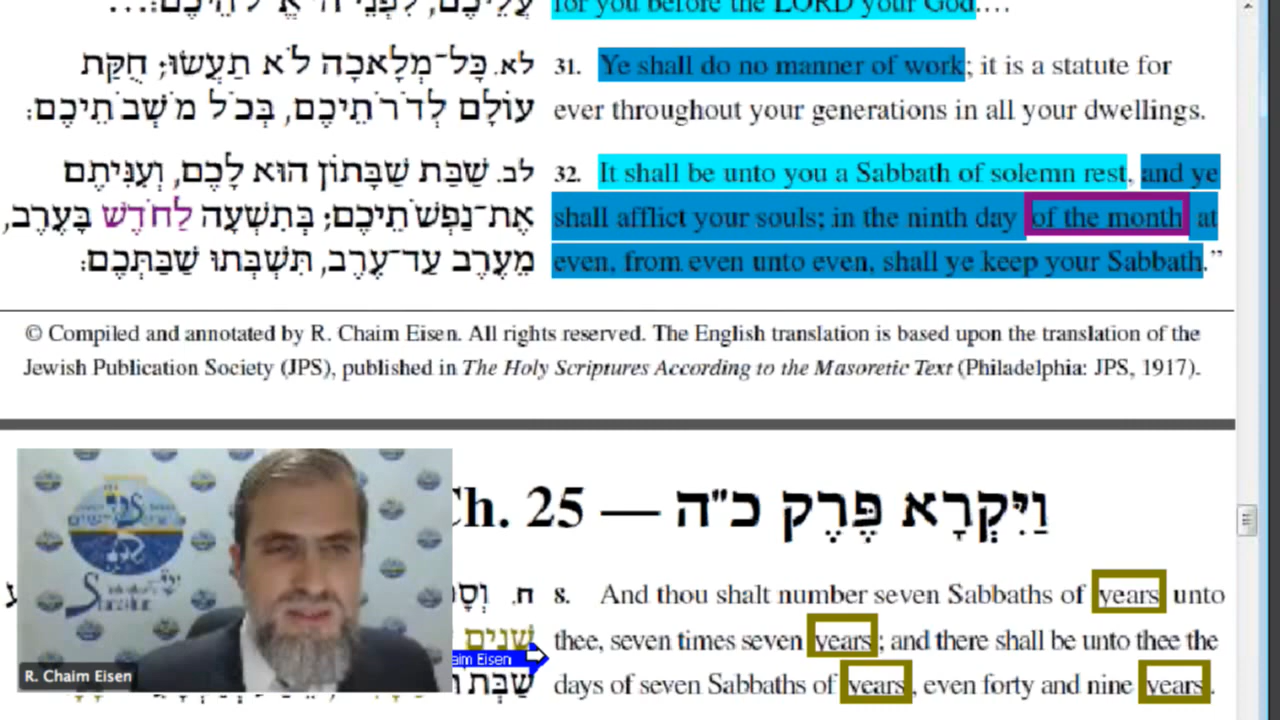 for you before the LORD your God....
לא. כָּל־מְלָאכָה לֹא תַעֲשׂוּ; חֻקַּת
עוֹלָם לְדֹרֹתֵיכֶם, בְּכֹל מֹשְׁבֹתֵיכֶם:
31. Ye shall do no manner of work; it is a statute for
ever throughout your generations in all your dwellings.
לב. שַׁבַּת שַׁבָּתוֹן הוּא לָכֶם, וְעִנִּיתֶם
אֶת־נַפְשֹׁתֵיכֶם; בְּתִשְׁעָה לַחֹדֶשׁ בָּעֶרֶב,
מֵעֶרֶב עַד־עֶרֶב, תִּשְׁבְּתוּ שַׁבַּתְּכֶם:
32. It shall be unto you a Sabbath of solemn rest, and ye
shall afflict your souls; in the ninth day of the month at
even, from even unto even, shall ye keep your Sabbath.”
© Compiled and annotated by R. Chaim Eisen. All rights reserved. The English translation is based upon the translation of the
Jewish Publication Society (JPS), published in The Holy Scriptures According to the Masoretic Text (Philadelphia: JPS, 1917).
Ch. 25 — וַיִּקְרָא פֶּרֶק כ"ה
ח.
שָׁנִים
שַׁבְּת
8. And thou shalt number seven Sabbaths of years unto
thee, seven times seven years; and there shall be unto thee the
days of seven Sabbaths of years, even forty and nine years.
aim Eisen
R. Chaim Eisen